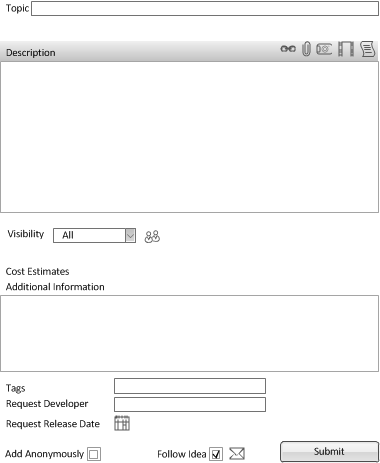 Topic
Description
Visibility All
Cost Estimates
Additional Information
Tags
Request Developer
Request Release Date
Add Anonymously Follow Idea Submit